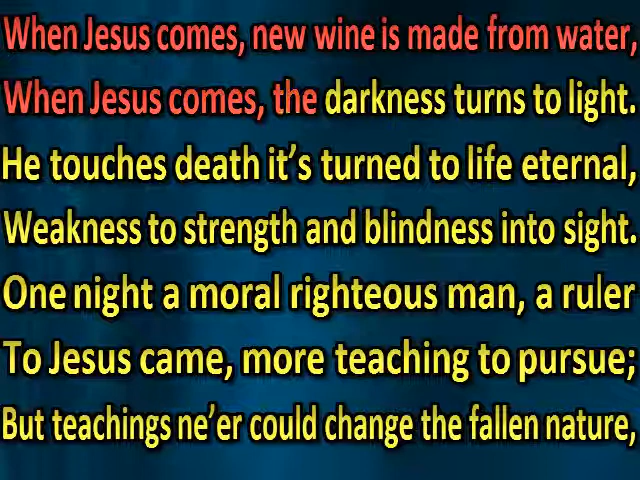 When Jesus comes, new wine is made from water,
When Jesus comes, the darkness turns to light.
He touches death it’s turned to life eternal,
Weakness to strength and blindness into sight.
One night a moral righteous man, a ruler
To Jesus came, more teaching to pursue;
But teachings ne’er could change the fallen nature,